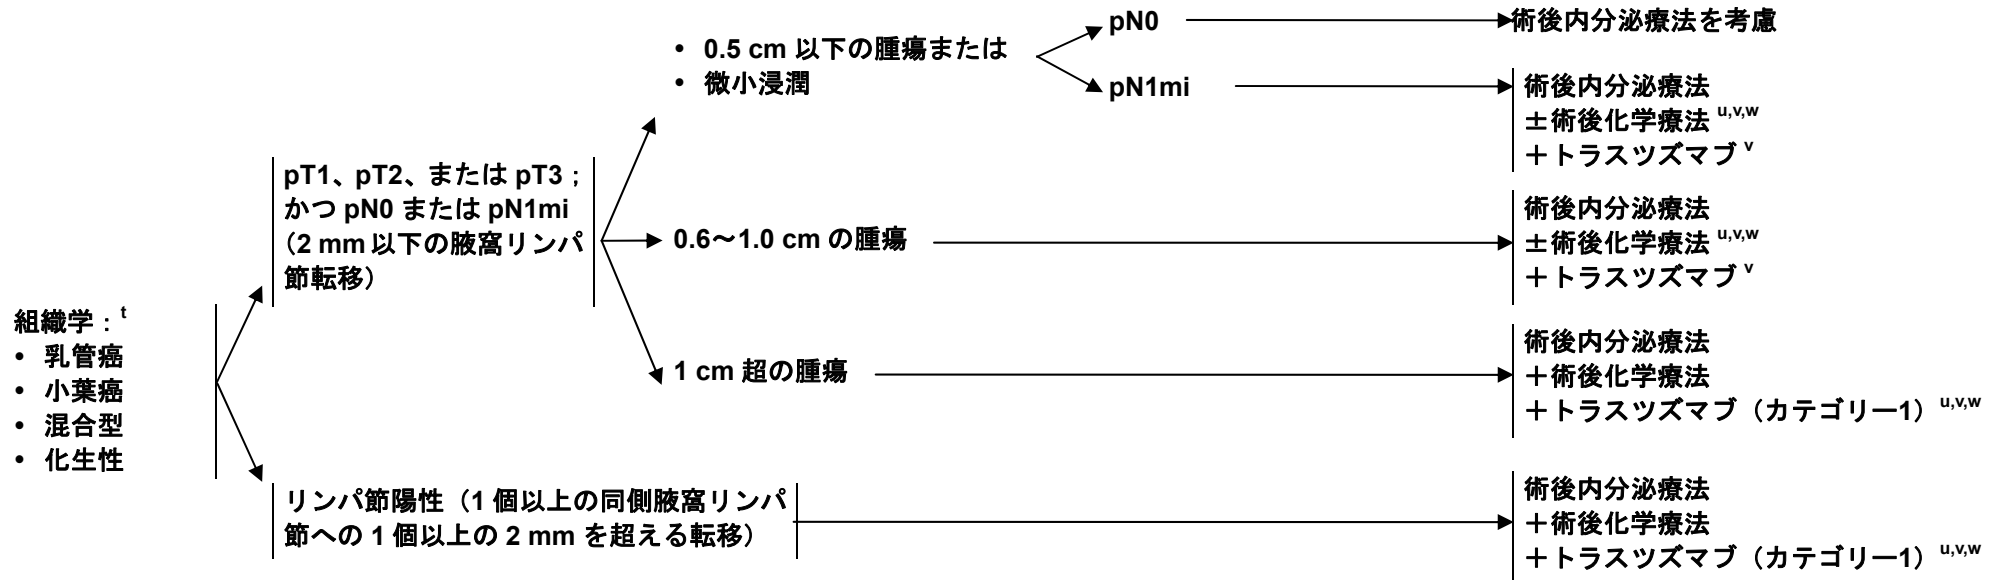 組織学：t
• 乳管癌
• 小葉癌
• 混合型
• 化生性
pT1、pT2、または pT3；
かつ pN0 または pN1mi
（2 mm 以下の腋窩リンパ
節転移）
• 0.5 cm 以下の腫瘍または
• 微小浸潤
pN0
術後内分泌療法を考慮
pN1mi
術後内分泌療法
±術後化学療法 u,v,w
＋トラスツズマブ v
0.6～1.0 cm の腫瘍
術後内分泌療法
±術後化学療法 u,v,w
＋トラスツズマブ v
1 cm 超の腫瘍
術後内分泌療法
＋術後化学療法
＋トラスツズマブ（カテゴリー1）u,v,w
リンパ節陽性（1 個以上の同側腋窩リンパ
節への 1 個以上の 2 mm を超える転移）
術後内分泌療法
＋術後化学療法
＋トラスツズマブ（カテゴリー1）u,v,w